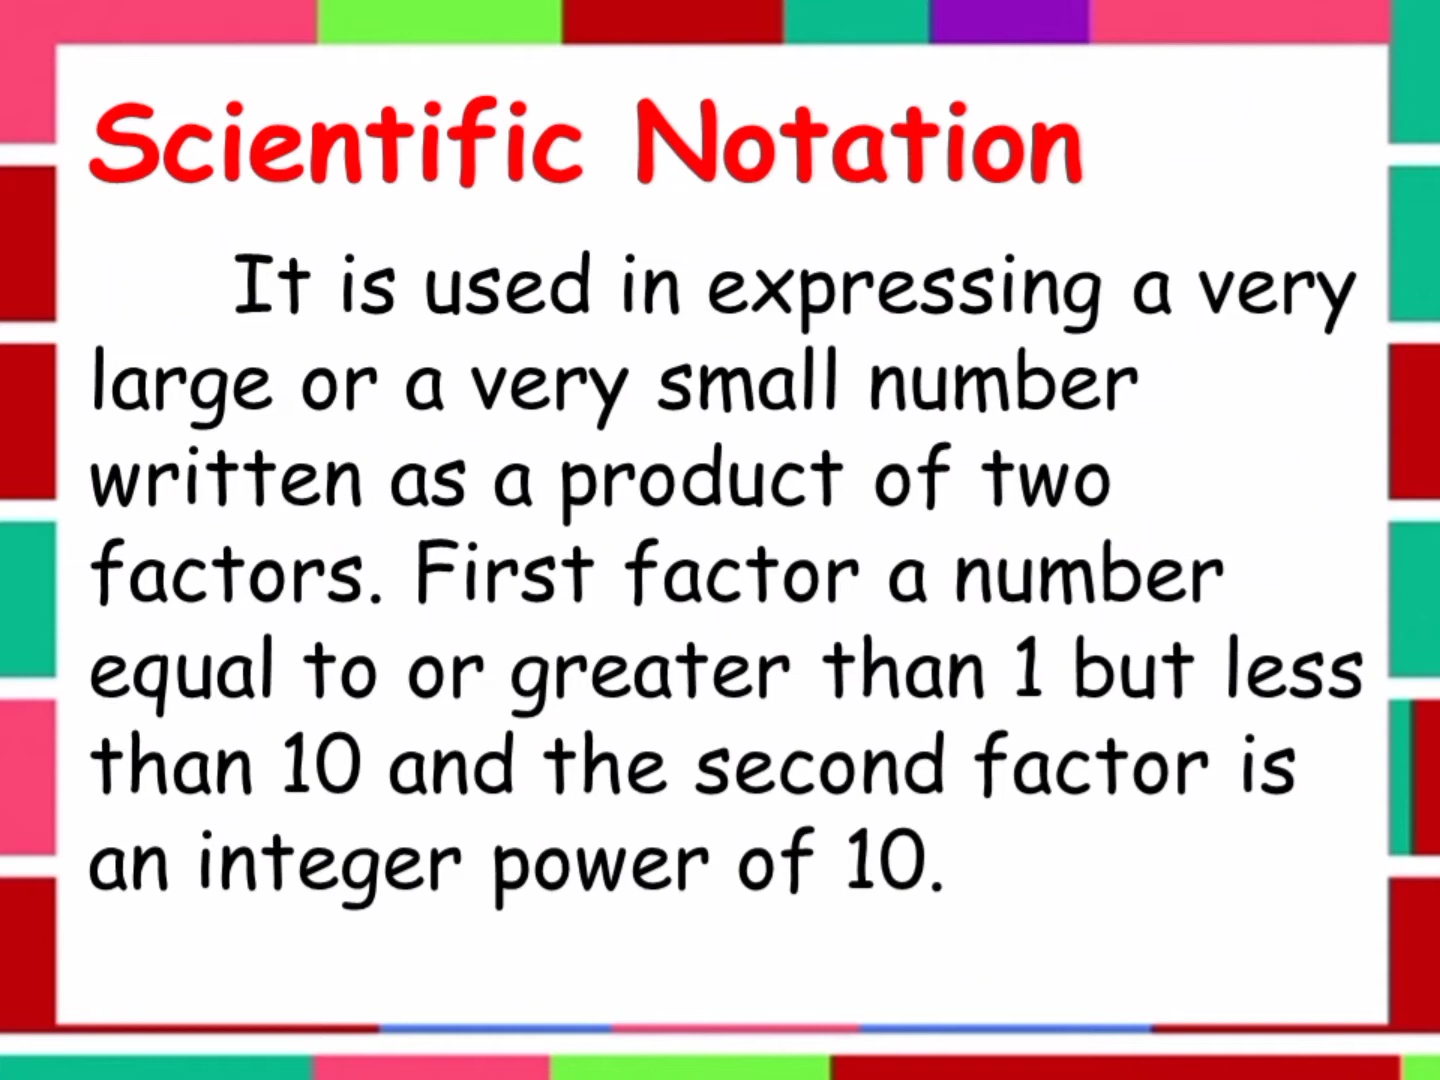 Scientific Notation
It is used in expressing a very
large or a very small number
written as a product of two
factors. First factor a number
equal to or greater than 1 but less
than 10 and the second factor is
an integer power of 10.